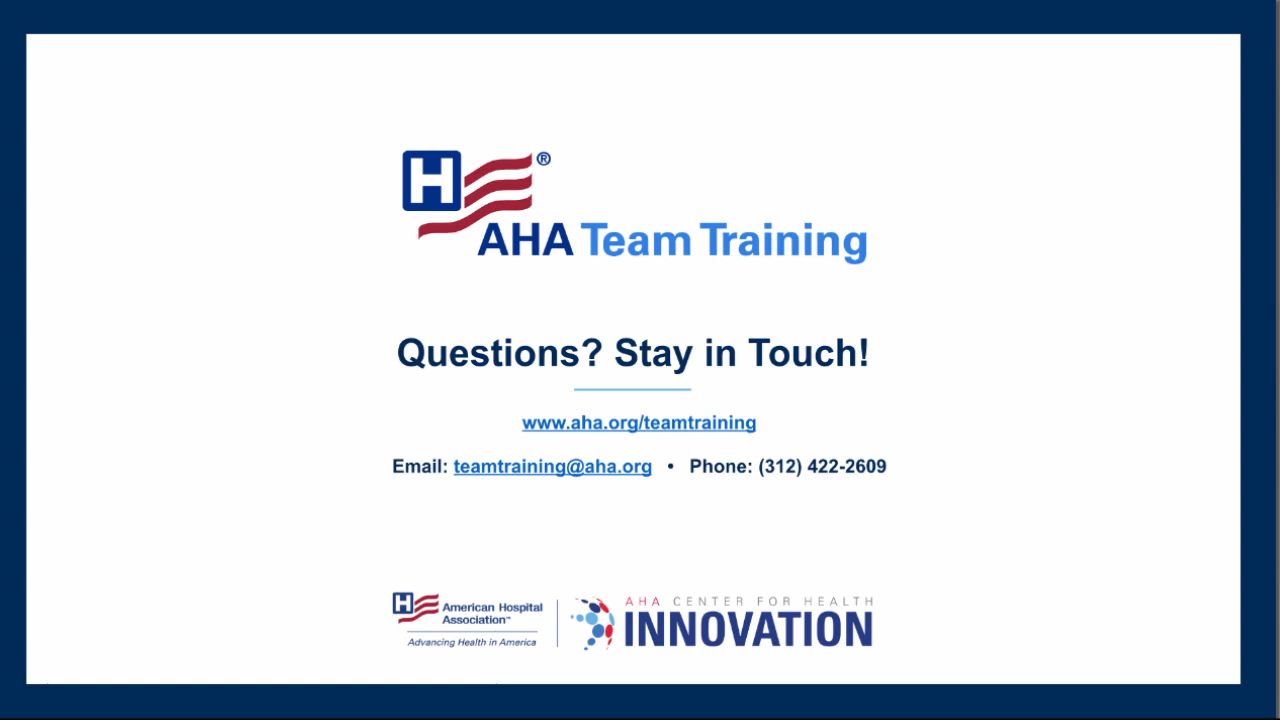 H ®
AHA Team Training
Questions? Stay in Touch!
www.aha.org/teamtraining
Email: teamtraining@aha.org • Phone: (312) 422-2609
H American Hospital
Association™
Advancing Health in America
AHA CENTER FOR HEALTH
INNOVATION